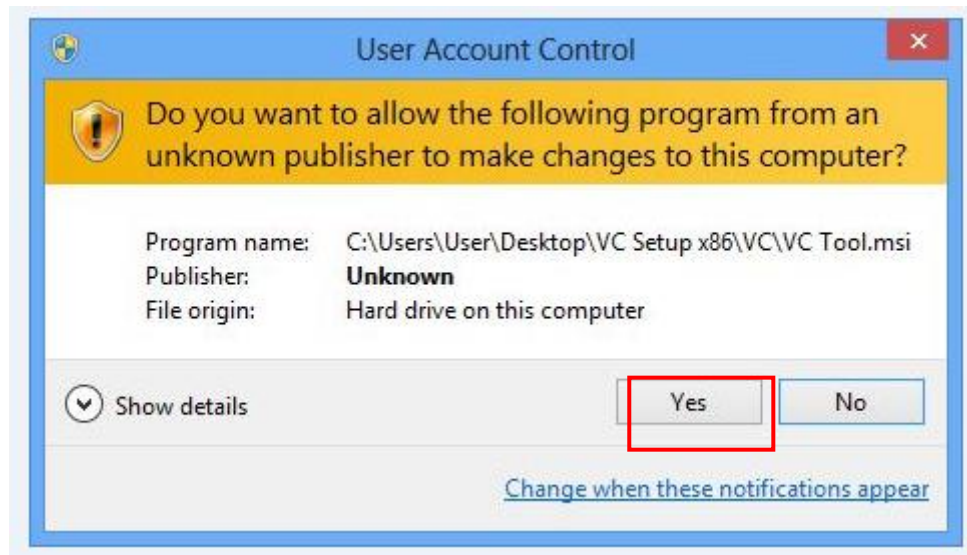 User Account Control
Do you want to allow the following program from an
unknown publisher to make changes to this computer?
Program name: C:\Users\User\Desktop\VC Setup x86\VC\VC Tool.msi
Publisher: Unknown
File origin: Hard drive on this computer
Show details Yes No
Change when these notifications appear